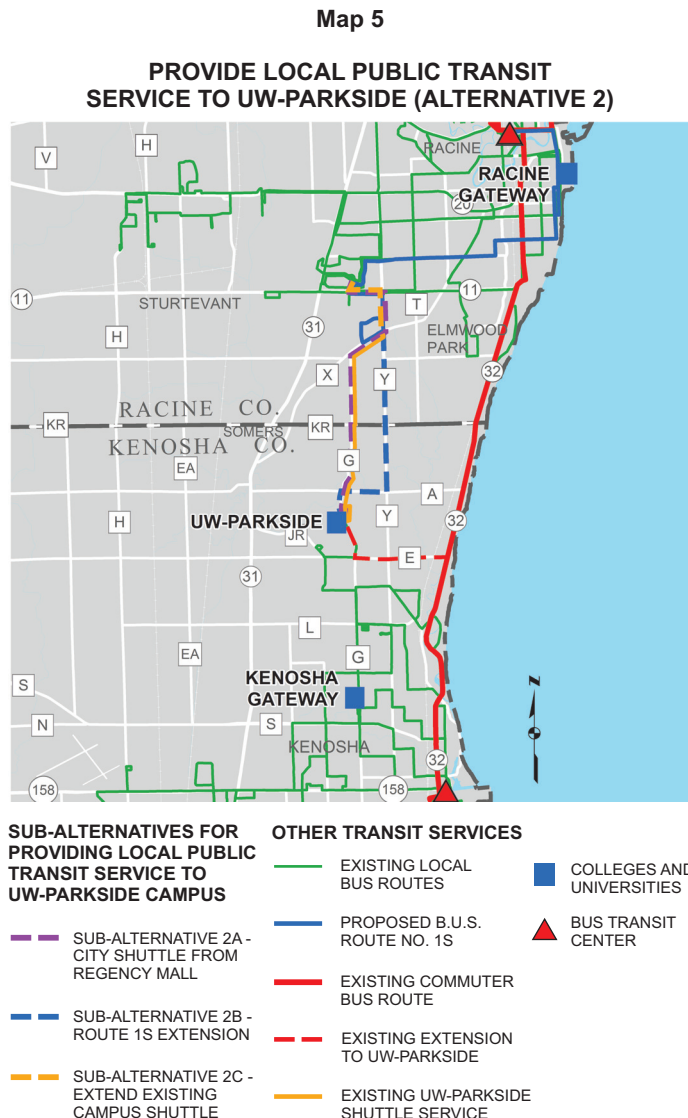 Map 5
PROVIDE LOCAL PUBLIC TRANSIT
SERVICE TO UW-PARKSIDE (ALTERNATIVE 2)
H
V
RACINE
RACINE
GATEWAY
20
11
STURTEVANT
T
11
31
ELMWOOD
PARK
H
X
Y
32
RACINE CO.
KR
SOMERS
KR
KENOSHA CO.
EA
G
A
H
UW-PARKSIDE
Y
32
JR
E
31
L
EA
G
S
KENOSHA
GATEWAY
N
S
KENOSHA
32
158
158
Z
SUB-ALTERNATIVES FOR
PROVIDING LOCAL PUBLIC
TRANSIT SERVICE TO
UW-PARKSIDE CAMPUS
SUB-ALTERNATIVE 2A -
CITY SHUTTLE FROM
REGENCY MALL
SUB-ALTERNATIVE 2B -
ROUTE 1S EXTENSION
SUB-ALTERNATIVE 2C -
EXTEND EXISTING
CAMPUS SHUTTLE
OTHER TRANSIT SERVICES
EXISTING LOCAL
BUS ROUTES
PROPOSED B.U.S.
ROUTE NO. 1S
EXISTING COMMUTER
BUS ROUTE
EXISTING EXTENSION
TO UW-PARKSIDE
EXISTING UW-PARKSIDE
SHUTTLE SERVICE
COLLEGES AND
UNIVERSITIES
BUS TRANSIT
CENTER